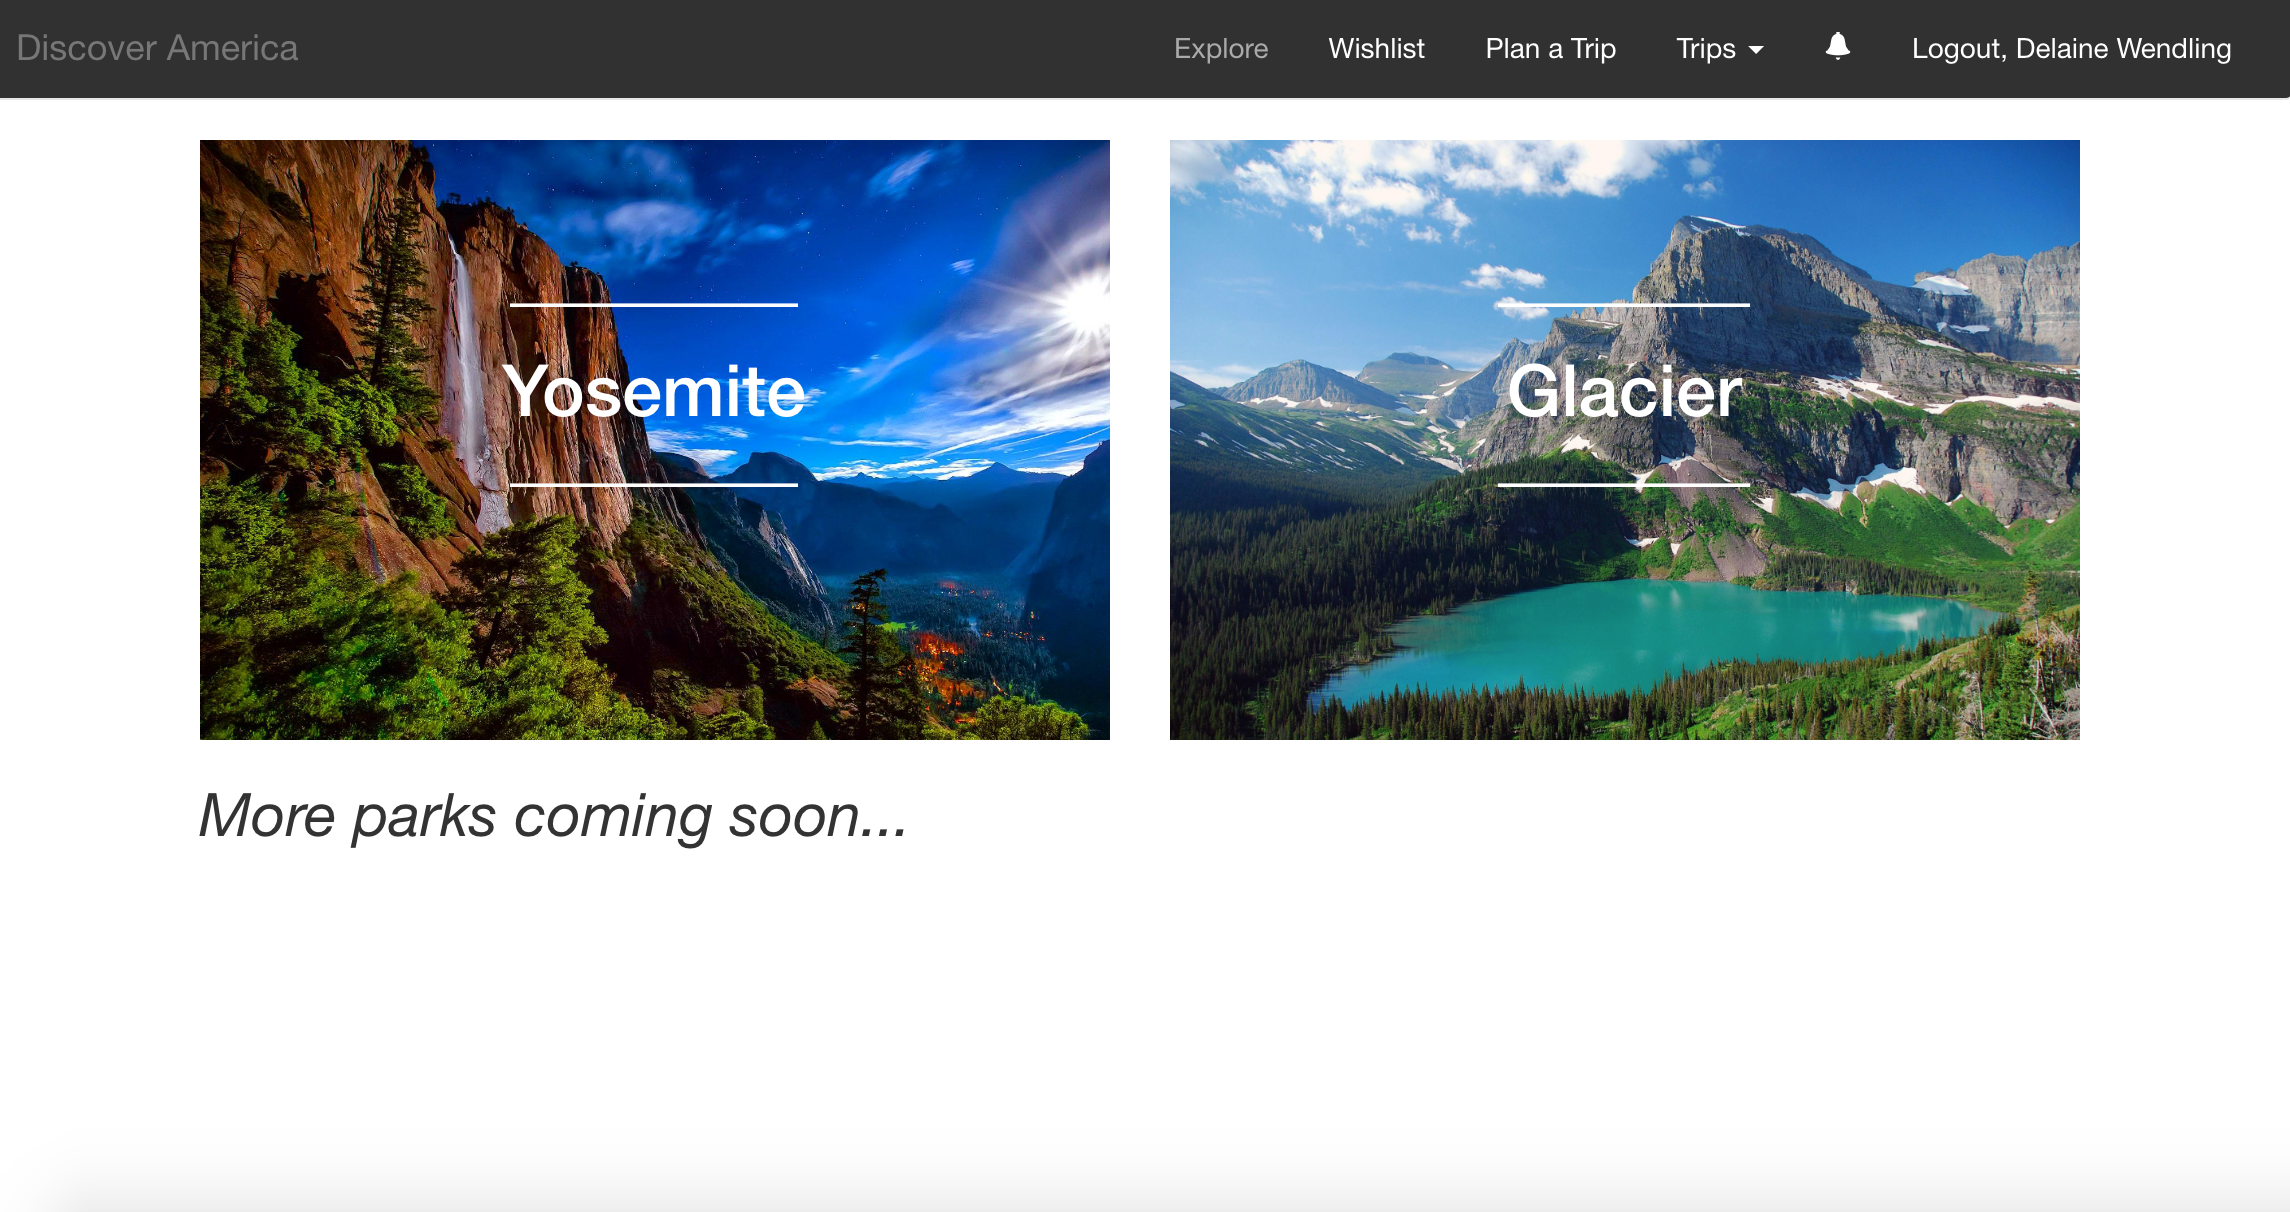 Discover America Explore Wishlist Plan a Trip Trips Logout, Delaine Wendling
Yosemite
Glacier
More parks coming soon...